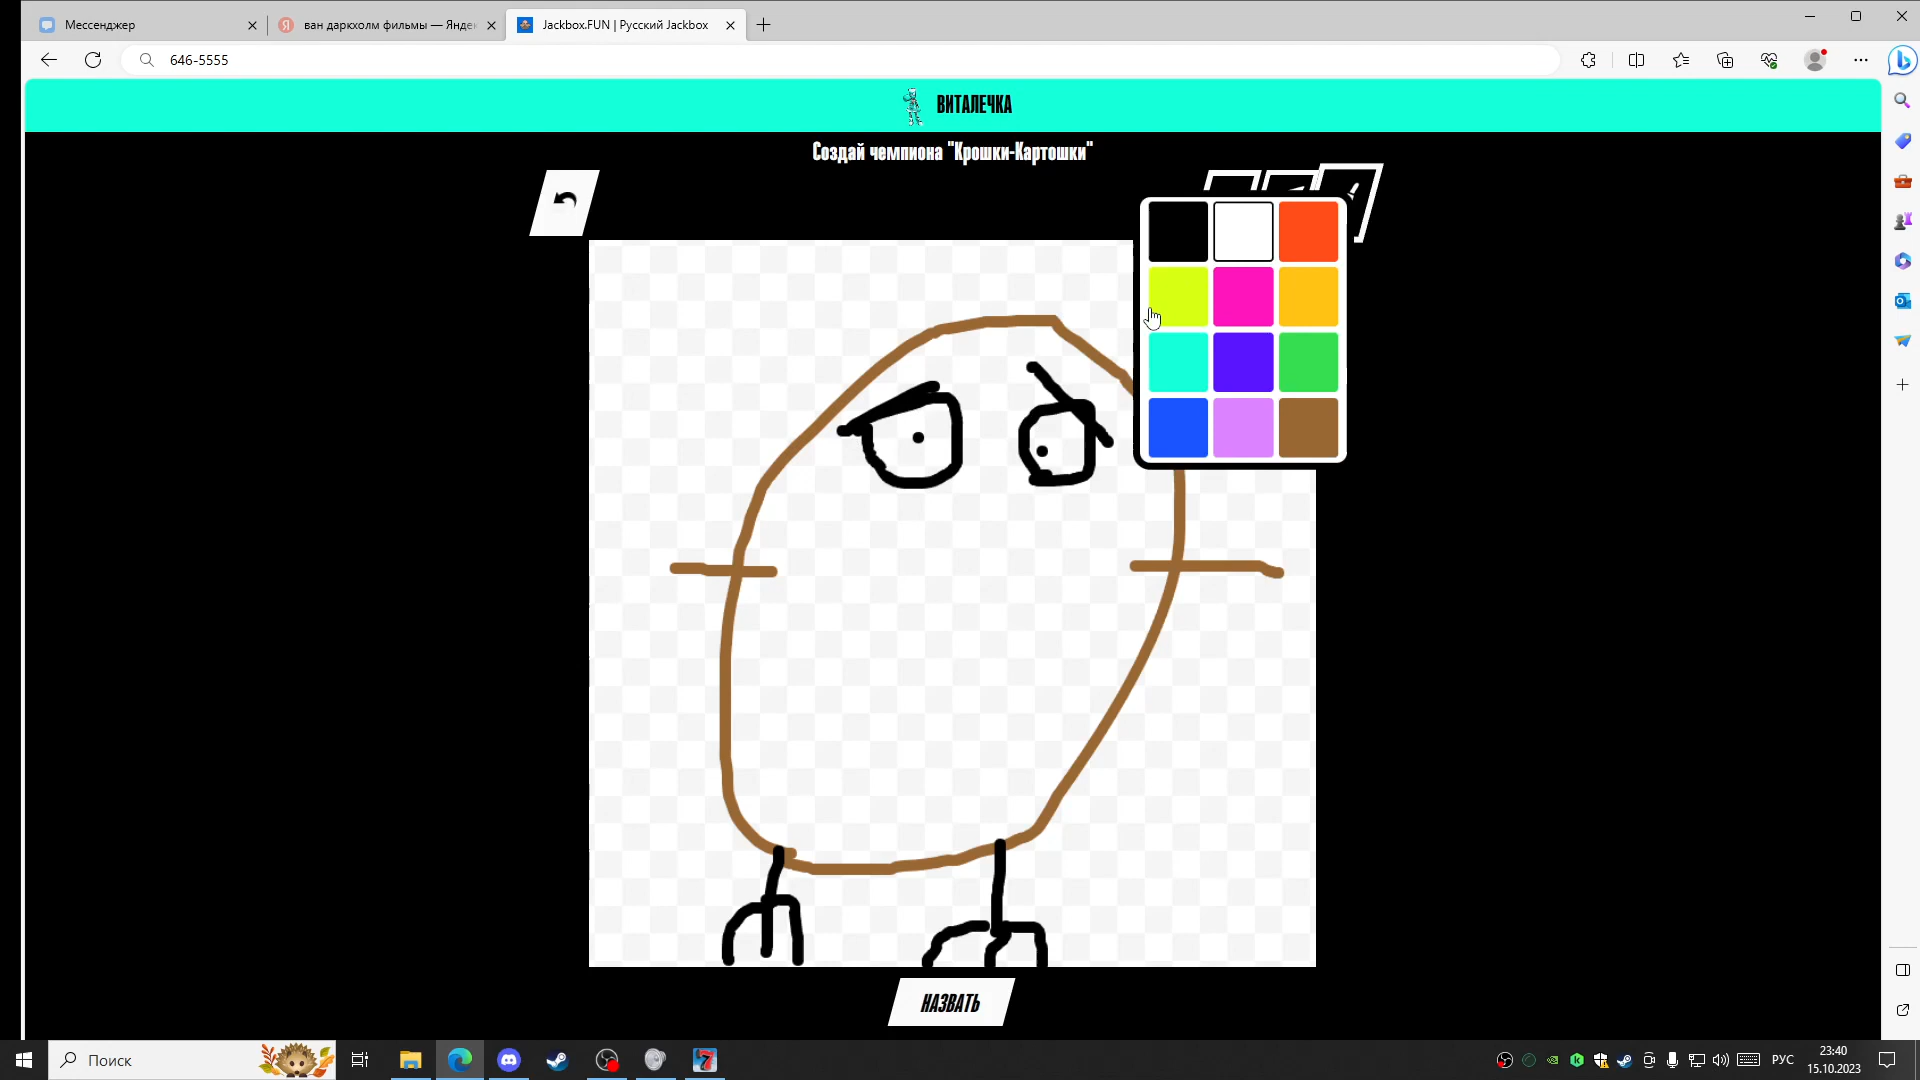 Мессенджер
ван даркхолм фильмы — Яндек
Jackbox.FUN | Русский Jackbox
646-5555
ВИТАЛЕЧКА
Создай чемпиона "Крошки-Картошки"
НАЗВАТЬ
Поиск
РУС
23:40
15.10.2023